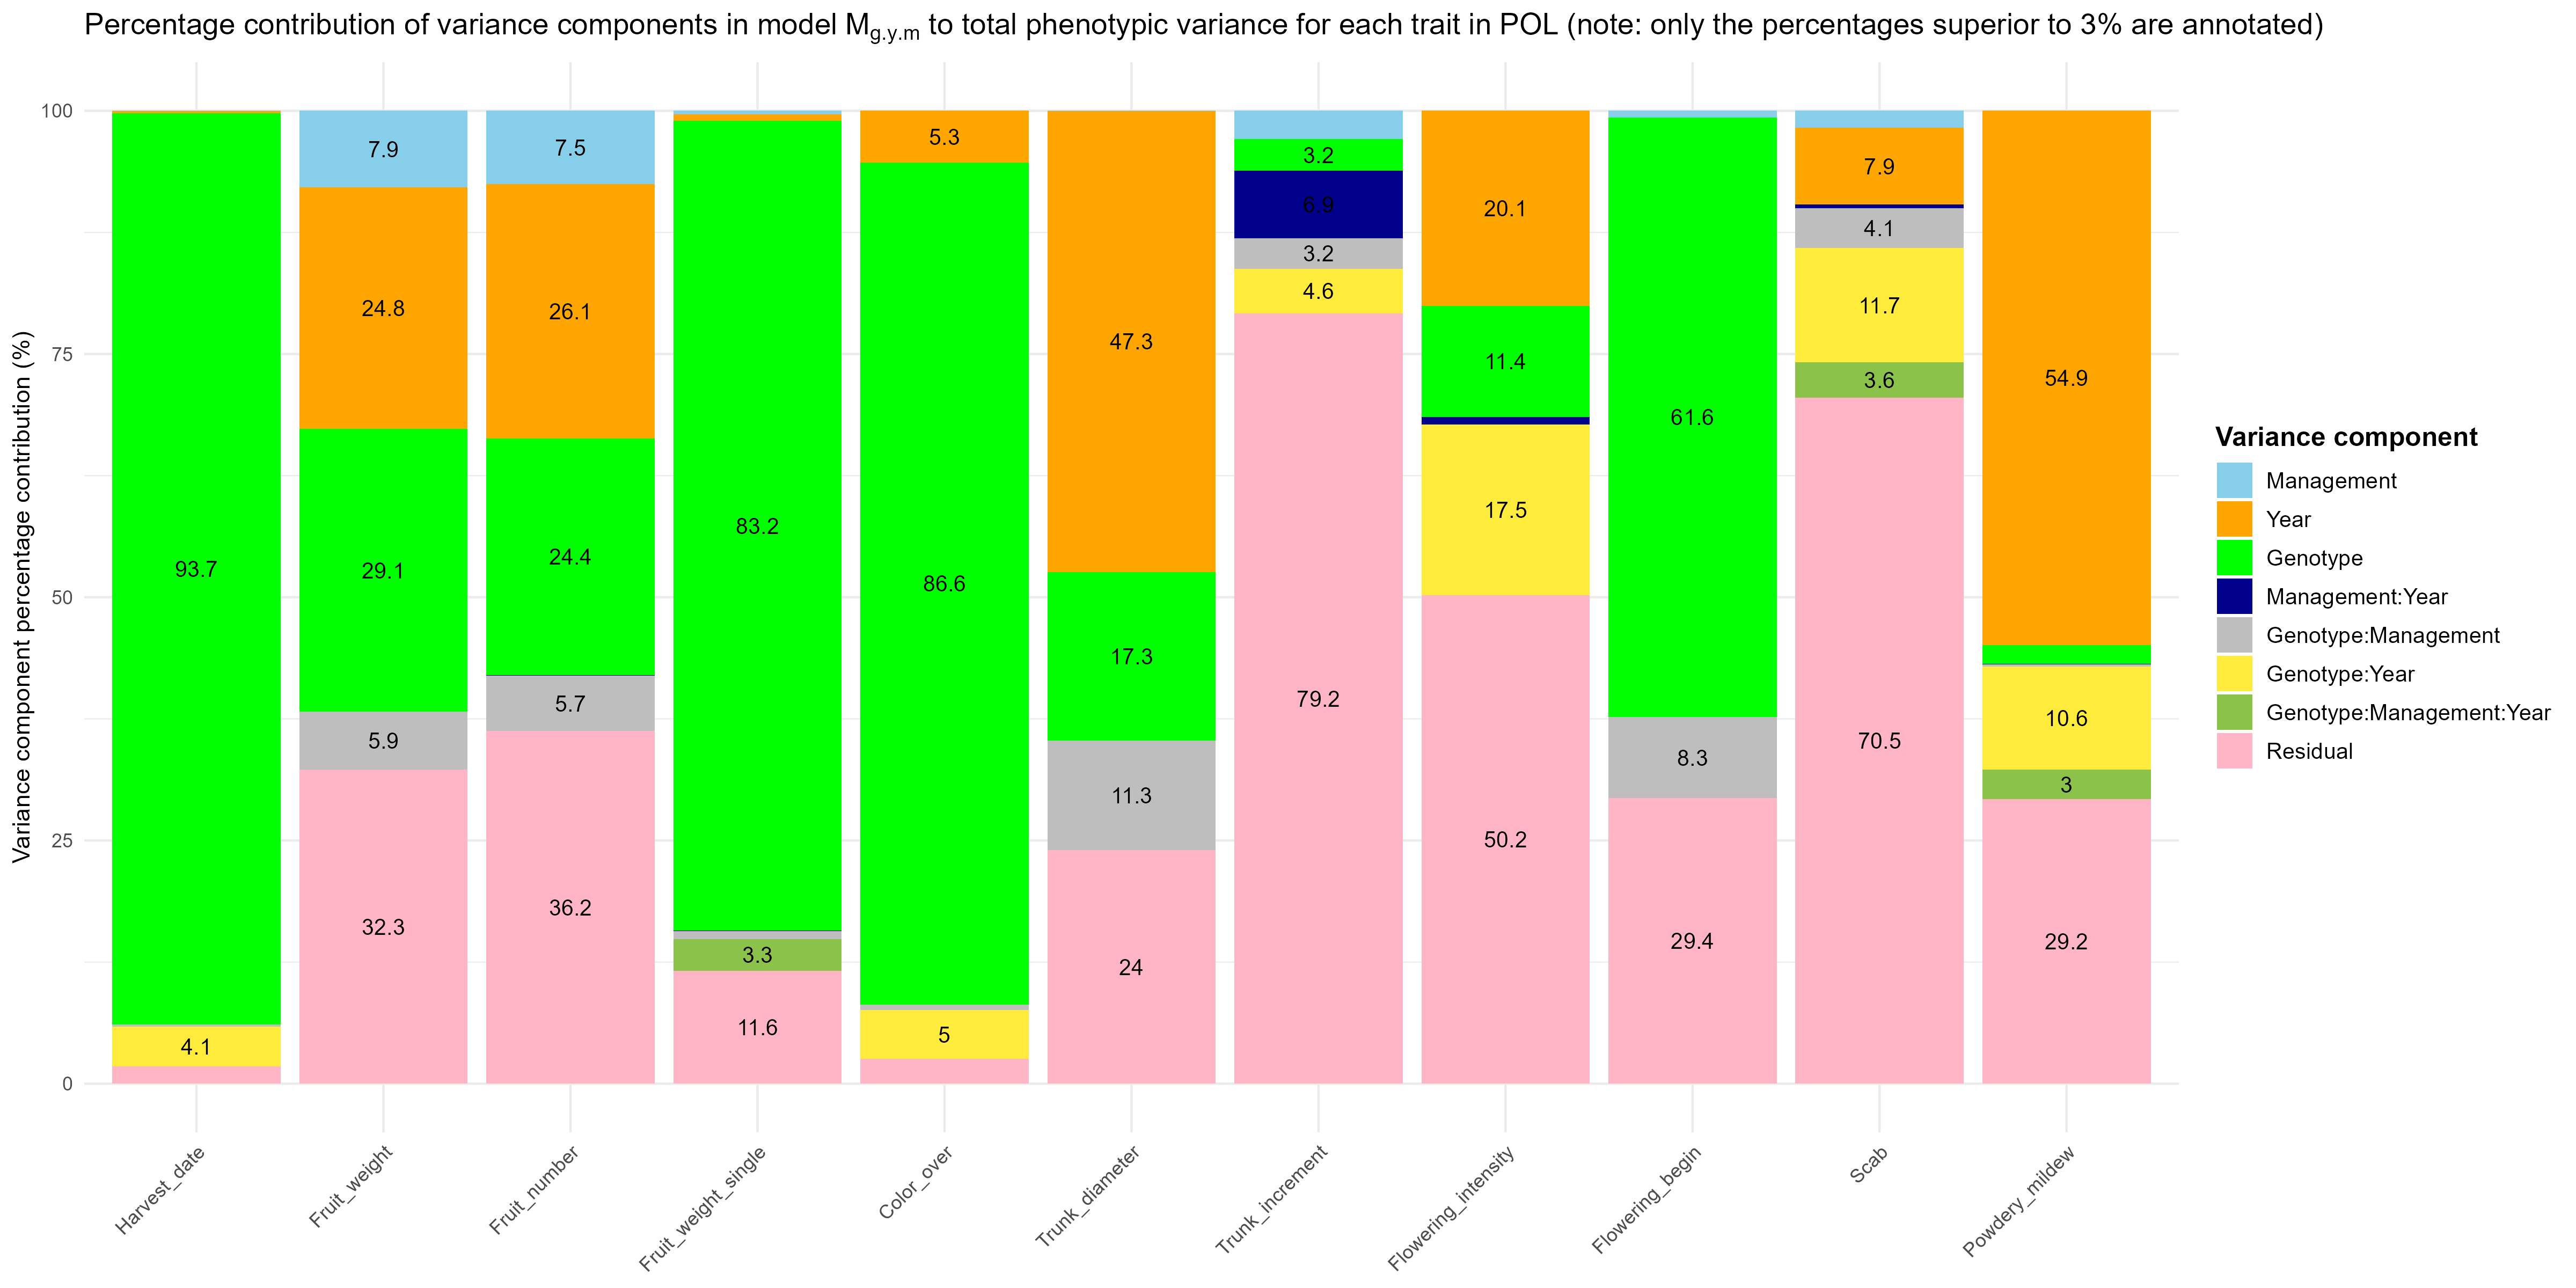 Percentage contribution of variance components in model Mg.y.m to total phenotypic variance for each trait in POL (note: only the percentages superior to 3% are annotated)
Variance component percentage contribution (%)
100
75
50
25
0
93.7
4.1
7.9
24.8
29.1
5.9
32.3
7.5
26.1
24.4
5.7
36.2
83.2
3.3
11.6
5.3
86.6
5
47.3
17.3
11.3
24
3.2
6.9
3.2
4.6
79.2
20.1
11.4
17.5
50.2
61.6
8.3
29.4
7.9
4.1
11.7
3.6
70.5
54.9
10.6
3
29.2
Harvest_date
Fruit_weight
Fruit_number
Fruit_weight_single
Color_over
Trunk_diameter
Trunk_increment
Flowering_intensity
Flowering_begin
Scab
Powdery_mildew
Variance component
Management
Year
Genotype
Management:Year
Genotype:Management
Genotype:Year
Genotype:Management:Year
Residual